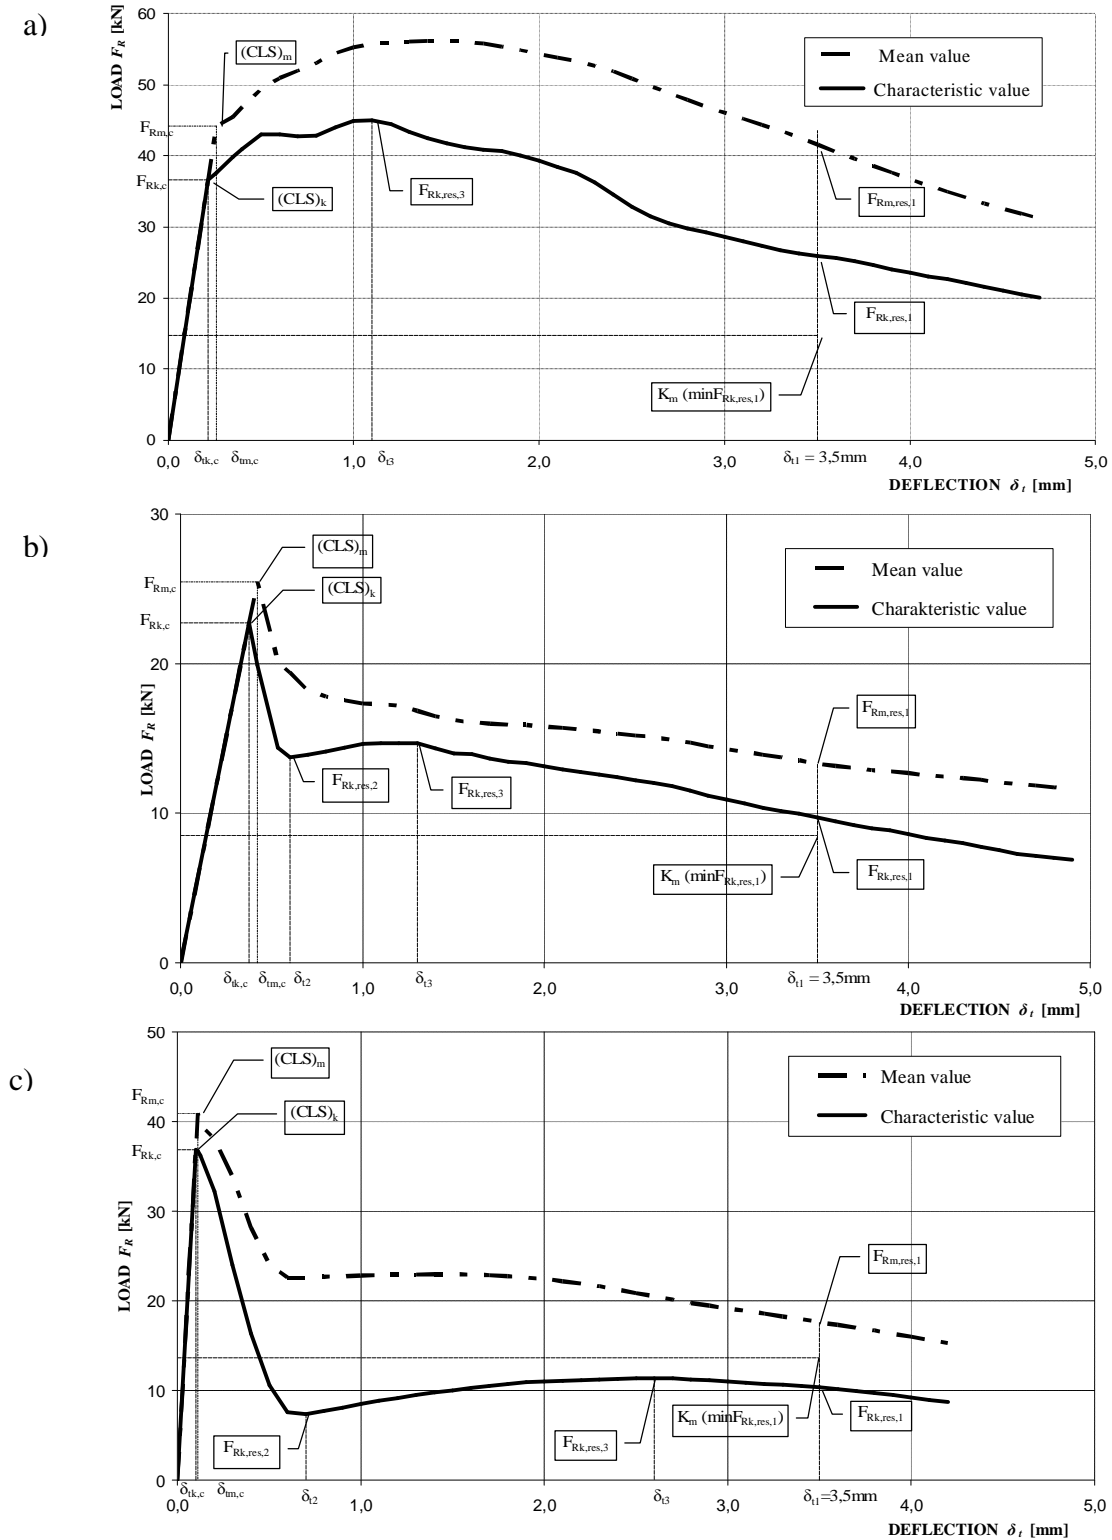 a)
LOAD F_R [kN]
60
50
40
30
20
10
0
F_Rm,c
F_Rk,c
(CLS)_m
(CLS)_k
F_Rk,res,3
Mean value
Characteristic value
F_Rm,res,1
F_Rk,res,1
K_m (minF_Rk,res,1)
0,0
δ_tk,c
δ_tm,c
1,0
δ_t3
2,0
3,0
δ_t1 = 3,5mm
4,0
5,0
DEFLECTION δ_t [mm]
b)
LOAD F_R [kN]
30
20
10
0
F_Rm,c
F_Rk,c
(CLS)_m
(CLS)_k
Mean value
Charakteristic value
F_Rm,res,1
F_Rk,res,2
F_Rk,res,3
K_m (minF_Rk,res,1)
F_Rk,res,1
0,0
δ_tk,c
δ_tm,c
δ_t2
1,0
δ_t3
2,0
3,0
δ_t1 = 3,5mm
4,0
5,0
DEFLECTION δ_t [mm]
c)
LOAD F_R [kN]
50
40
30
20
10
0
F_Rm,c
F_Rk,c
(CLS)_m
(CLS)_k
Mean value
Characteristic value
F_Rm,res,1
F_Rk,res,2
F_Rk,res,3
K_m (minF_Rk,res,1)
F_Rk,res,1
0,0
δ_tk,c
δ_tm,c
δ_t2
1,0
2,0
δ_t3
3,0
δ_t1=3,5mm
4,0
5,0
DEFLECTION δ_t [mm]